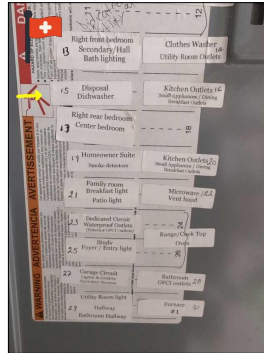 DA
12
Right front bedroom
13 Secondary/Hall
Bath lighting
Clothes Washer
Utility Room Outlets 14
15 Disposal
Dishwasher
Kitchen Outlets 16
Small Appliances / Dining
Breakfast Outlets
Right rear bedroom
17 Center bedroom
18
19 Homeowner Suite
Smoke detectors
Kitchen Outlets 20
Small Appliances / Dining
Breakfast Outlets
Family room
21 Breakfast light
Patio light
Microwave / 22
Vent hood
23 Dedicated Circuit
Waterproof Outlets
24
Studs
25 Foyer / Entry light
Range/Cook Top
Oven
26
27 Garage Circuit
Bathroom 28
GFCI outlets
Utility Room light
29 Hallway
Bathroom Hallway
Furnace 30
#1
WARNING ADVERTENCIA AVERTISSEMENT